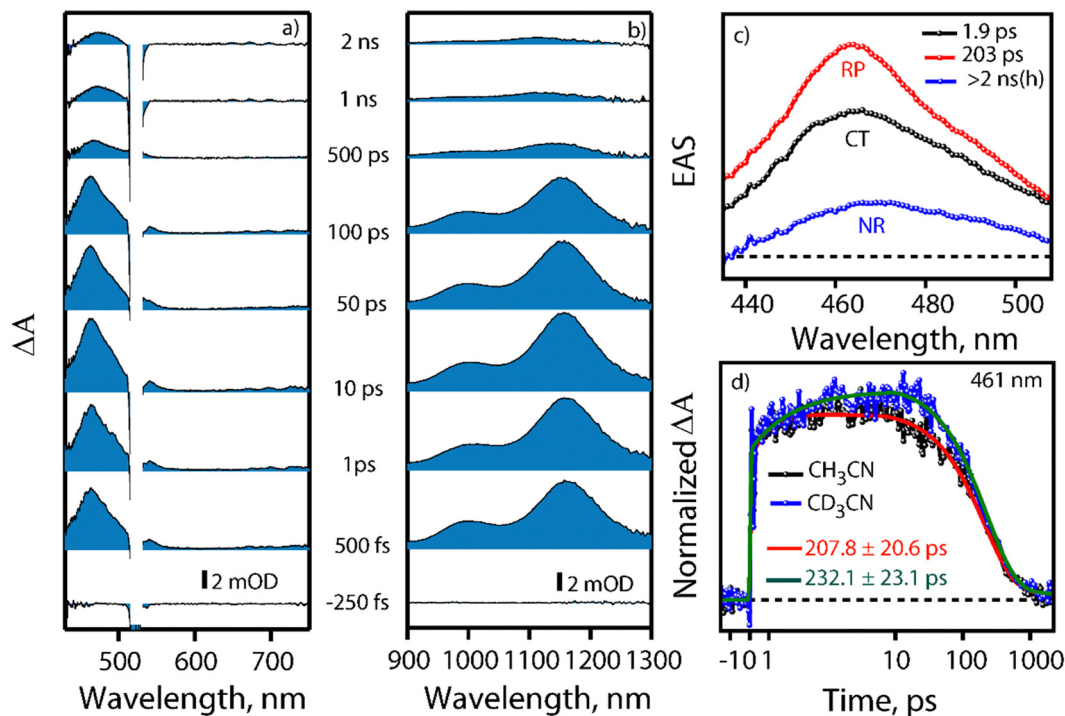 a)
2 ns
1 ns
500 ps
100 ps
50 ps
10 ps
1ps
500 fs
-250 fs
2 mOD
ΔA
500 600 700
Wavelength, nm
b)
2 mOD
900 1000 1100 1200 1300
Wavelength, nm
c)
1.9 ps
203 ps
>2 ns(h)
RP
CT
NR
EAS
440 460 480 500
Wavelength, nm
d)
461 nm
CH₃CN
CD₃CN
207.8 ± 20.6 ps
232.1 ± 23.1 ps
Normalized ΔA
-10 1 10 100 1000
Time, ps